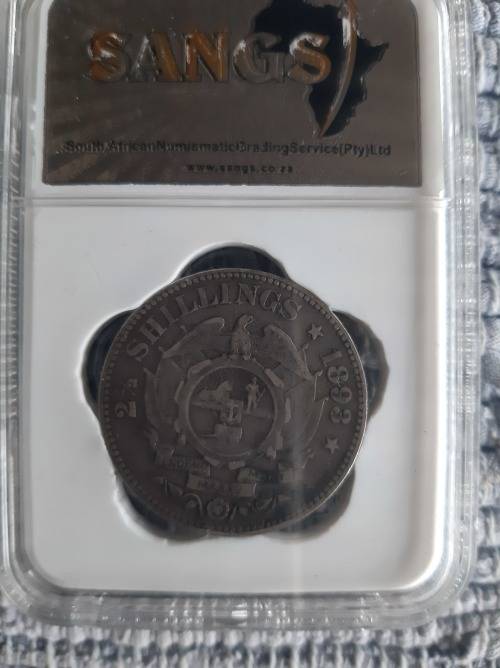 SANGS
South African Numismatic Grading Service (Pty) Ltd
www.sangs.co.za
2½ SHILLINGS 1893